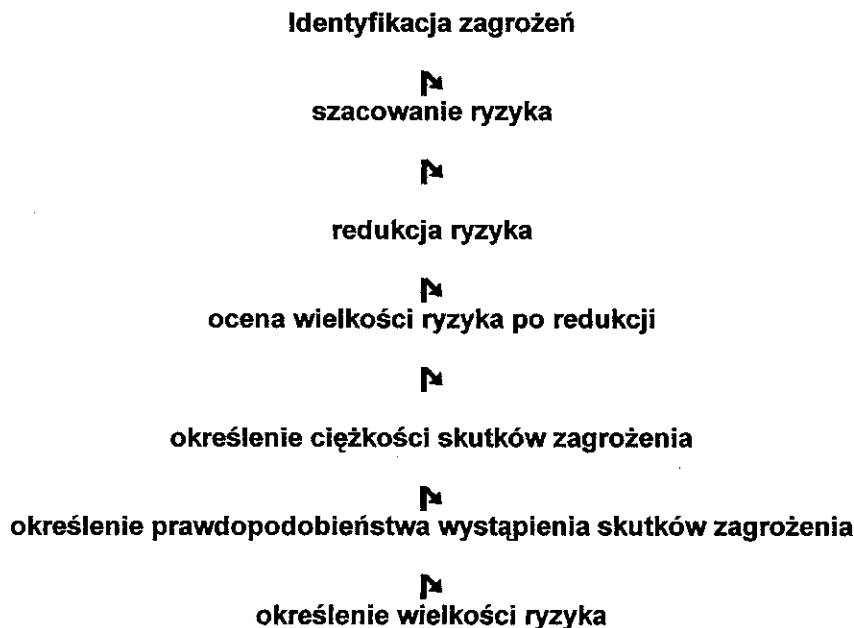 Identyfikacja zagrożeń
szacowanie ryzyka
redukcja ryzyka
ocena wielkości ryzyka po redukcji
określenie ciężkości skutków zagrożenia
określenie prawdopodobieństwa wystąpienia skutków zagrożenia
określenie wielkości ryzyka